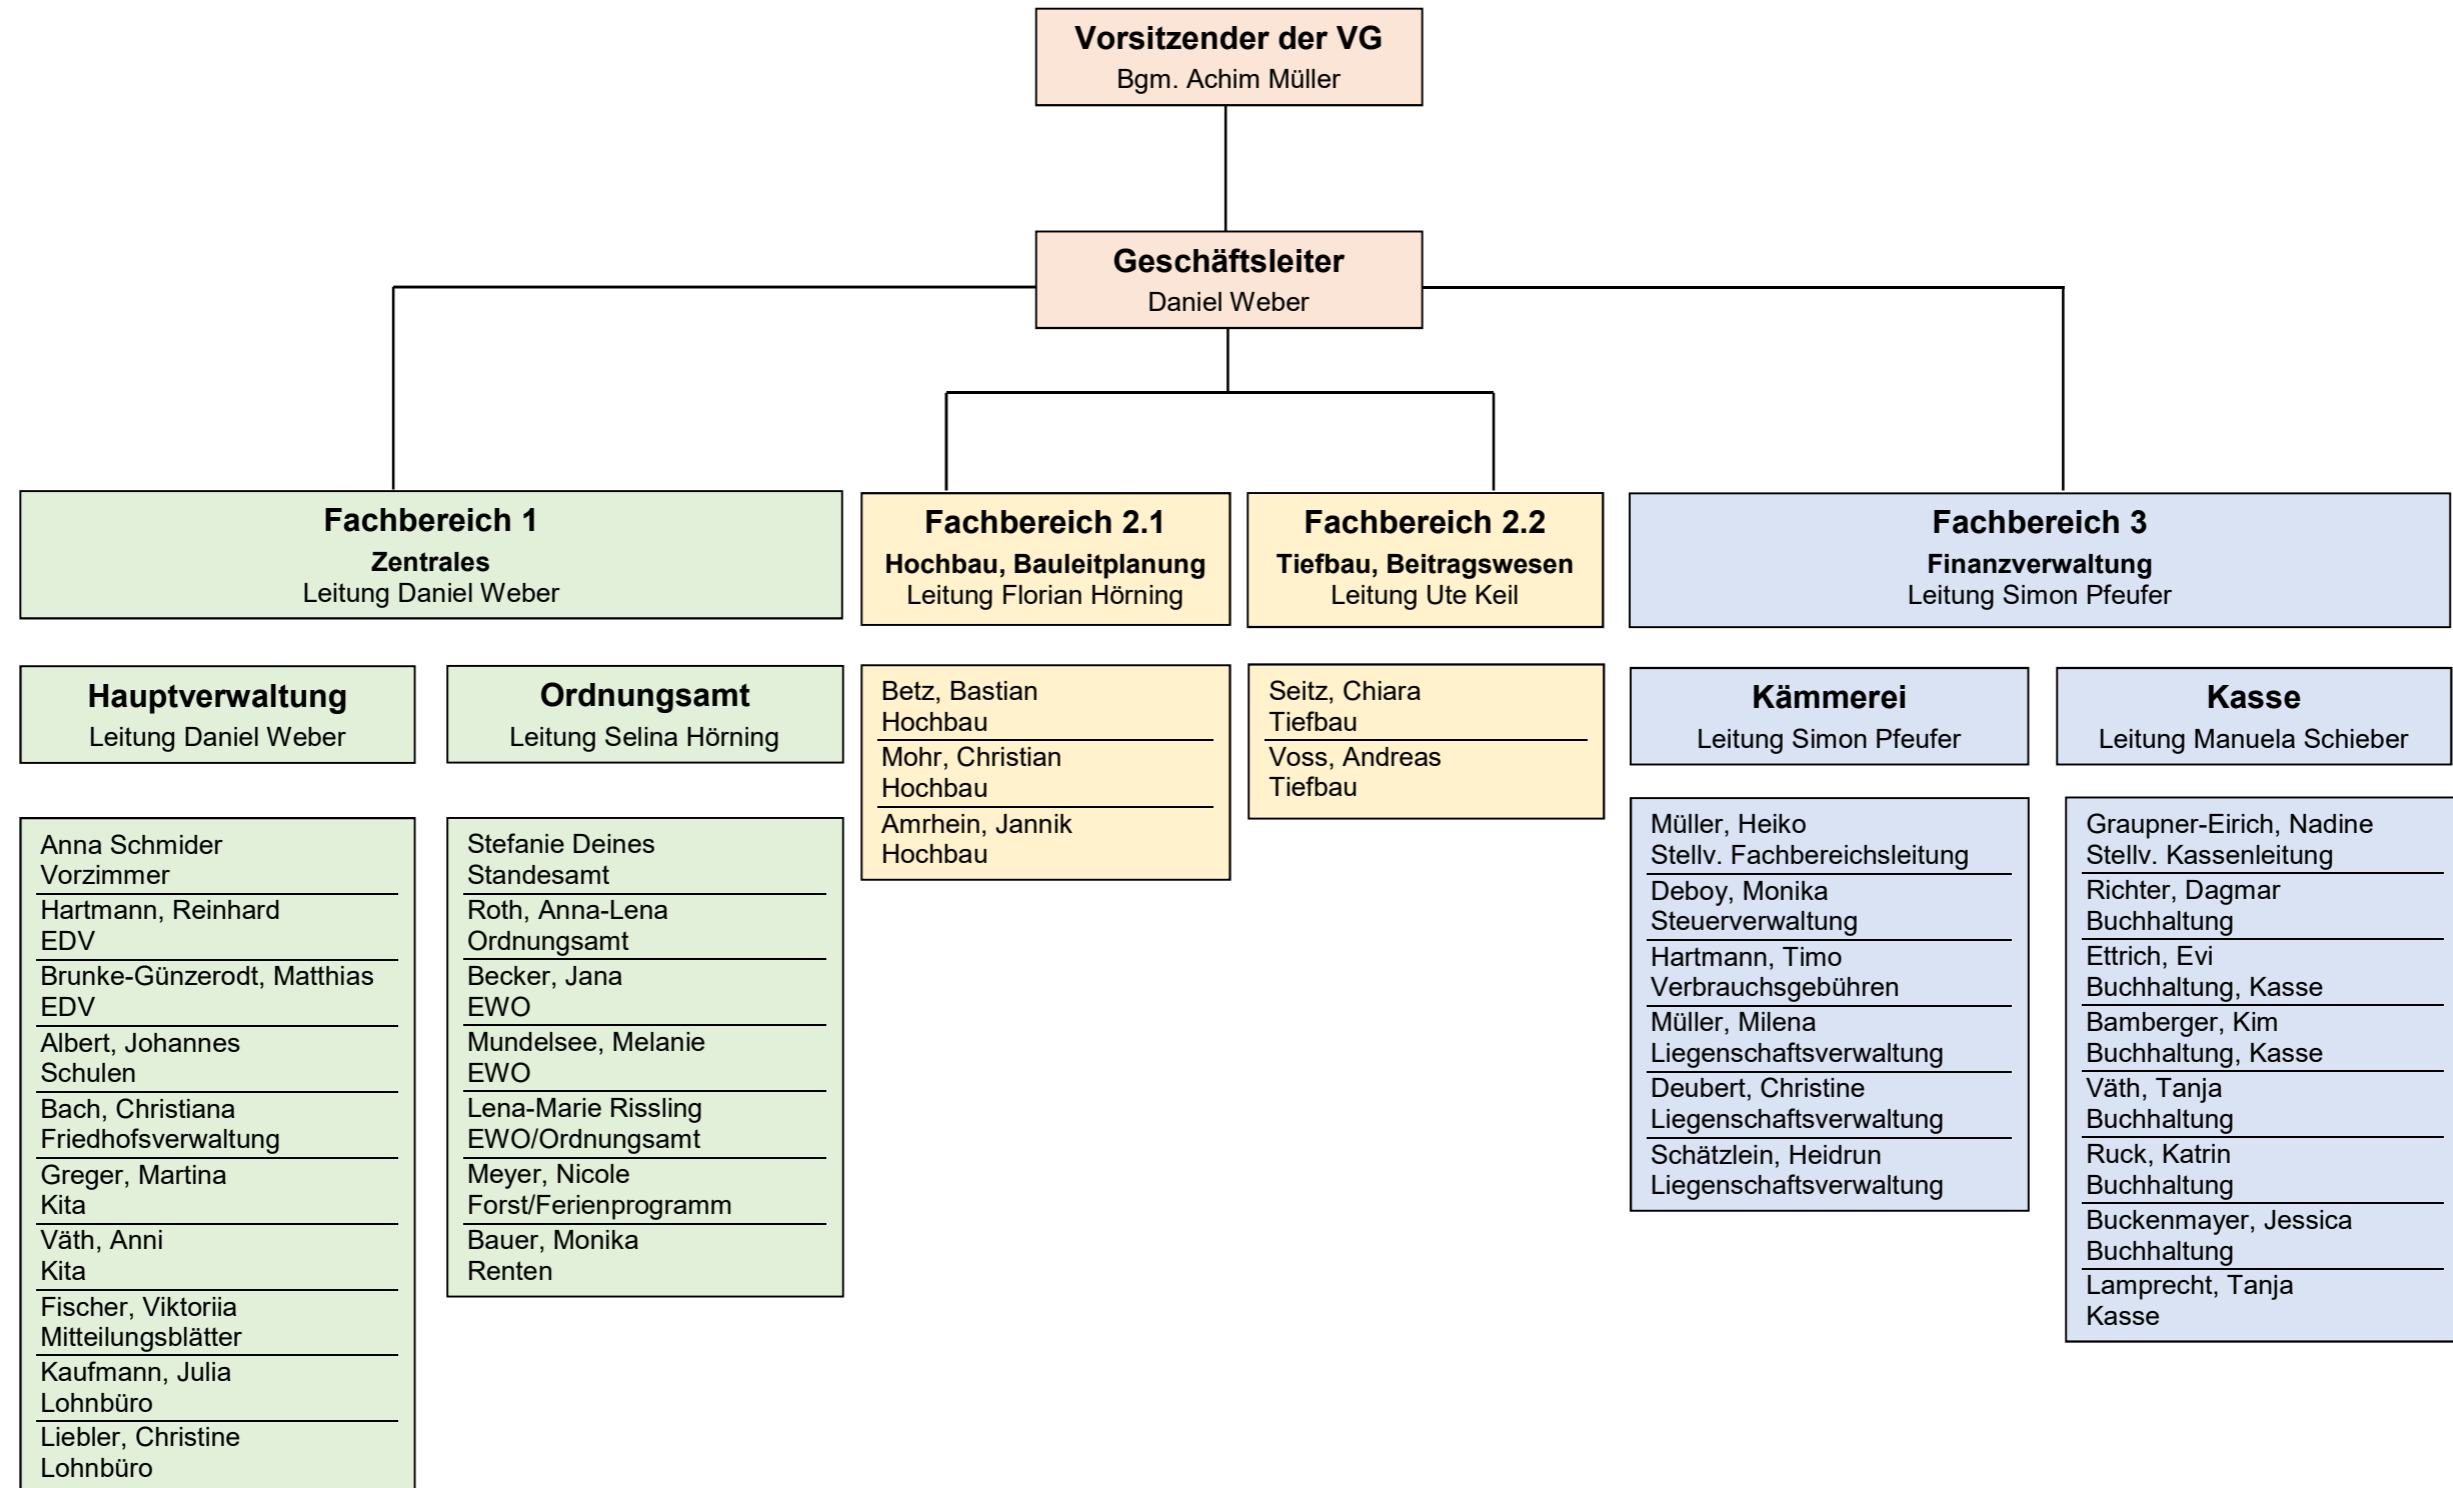 Vorsitzender der VG
Bgm. Achim Müller
Geschäftsleiter
Daniel Weber
Fachbereich 1
Zentrales
Leitung Daniel Weber
Fachbereich 2.1
Hochbau, Bauleitplanung
Leitung Florian Hörning
Fachbereich 2.2
Tiefbau, Beitragswesen
Leitung Ute Keil
Fachbereich 3
Finanzverwaltung
Leitung Simon Pfeufer
Hauptverwaltung
Leitung Daniel Weber
Anna Schmider
Vorzimmer
Hartmann, Reinhard
EDV
Brunke-Günzerodt, Matthias
EDV
Albert, Johannes
Schulen
Bach, Christiana
Friedhofsverwaltung
Greger, Martina
Kita
Väth, Anni
Kita
Fischer, Viktoriia
Mitteilungsblätter
Kaufmann, Julia
Lohnbüro
Liebler, Christine
Lohnbüro
Ordnungsamt
Leitung Selina Hörning
Stefanie Deines
Standesamt
Roth, Anna-Lena
Ordnungsamt
Becker, Jana
EWO
Mundelsee, Melanie
EWO
Lena-Marie Rissling
EWO/Ordnungsamt
Meyer, Nicole
Forst/Ferienprogramm
Bauer, Monika
Renten
Betz, Bastian
Hochbau
Mohr, Christian
Hochbau
Amrhein, Jannik
Hochbau
Seitz, Chiara
Tiefbau
Voss, Andreas
Tiefbau
Kämmerei
Leitung Simon Pfeufer
Müller, Heiko
Stellv. Fachbereichsleitung
Deboy, Monika
Steuerverwaltung
Hartmann, Timo
Verbrauchsgebühren
Müller, Milena
Liegenschaftsverwaltung
Deubert, Christine
Liegenschaftsverwaltung
Schätzlein, Heidrun
Liegenschaftsverwaltung
Kasse
Leitung Manuela Schieber
Graupner-Eirich, Nadine
Stellv. Kassenleitung
Richter, Dagmar
Buchhaltung
Ettrich, Evi
Buchhaltung, Kasse
Bamberger, Kim
Buchhaltung, Kasse
Väth, Tanja
Buchhaltung
Ruck, Katrin
Buchhaltung
Buckenmayer, Jessica
Buchhaltung
Lamprecht, Tanja
Kasse